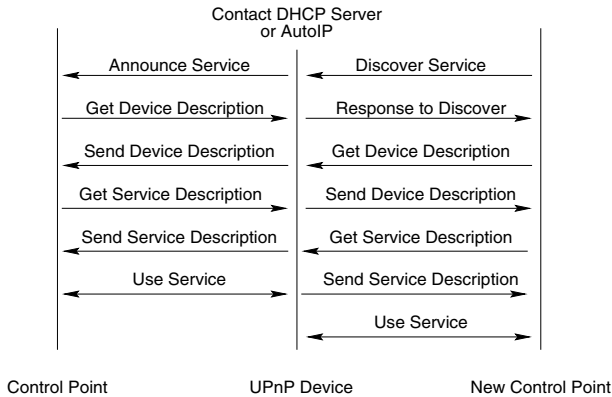 Contact DHCP Server
or AutoIP
Announce Service
Discover Service
Get Device Description
Response to Discover
Send Device Description
Get Device Description
Get Service Description
Send Device Description
Send Service Description
Get Service Description
Use Service
Send Service Description
Use Service
Control Point
UPnP Device
New Control Point